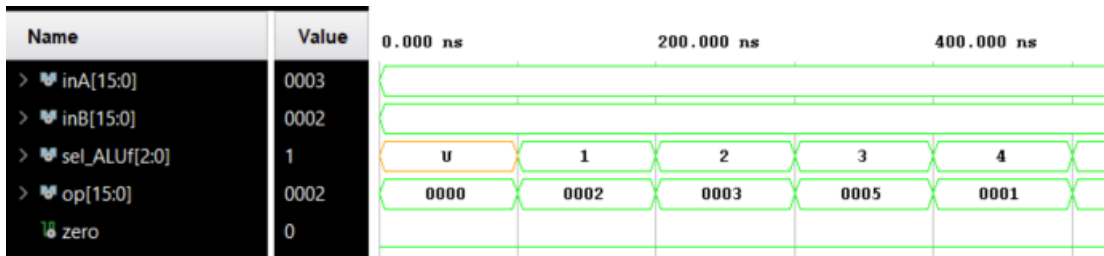 Name Value 0.000 ns 200.000 ns 400.000 ns
inA[15:0] 0003
inB[15:0] 0002
sel_ALUf[2:0] 1 U 1 2 3 4
op[15:0] 0002 0000 0002 0003 0005 0001
zero 0